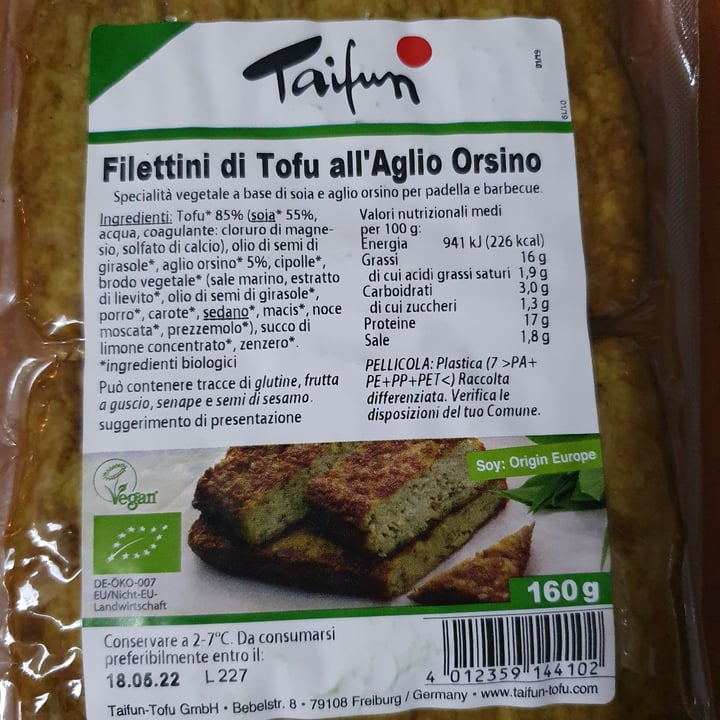 Taifun
01/19
01/19
Filettini di Tofu all'Aglio Orsino
Specialità vegetale a base di soia e aglio orsino per padella e barbecue.
Ingredienti: Tofu* 85% (soia* 55%,
acqua, coagulante: cloruro di magne-
sio, solfato di calcio), olio di semi di
girasole*, aglio orsino* 5%, cipolle*,
brodo vegetale* (sale marino, estratto
di lievito*, olio di semi di girasole*,
porro*, carote*, sedano*, macis*, noce
moscata*, prezzemolo*), succo di
limone concentrato*, zenzero*.
*ingredienti biologici
Può contenere tracce di glutine, frutta
a guscio, senape e semi di sesamo.
suggerimento di presentazione
Valori nutrizionali medi
per 100 g:
Energia 941 kJ (226 kcal)
Grassi 16 g
di cui acidi grassi saturi 1,9 g
Carboidrati 3,0 g
di cui zuccheri 1,3 g
Proteine 17 g
Sale 1,8 g
PELLICOLA: Plastica (7 >PA+
PE+PP+PET<) Raccolta
differenziata. Verifica le
disposizioni del tuo Comune.
Soy: Origin Europe
Vegan
DE-ÖKO-007
EU/Nicht-EU-
Landwirtschaft
160 g
Conservare a 2-7°C. Da consumarsi
preferibilmente entro il:
18.05.22 L 227
4 012359 144102
Taifun-Tofu GmbH • Bebelstr. 8 • 79108 Freiburg / Germany • www.taifun-tofu.com